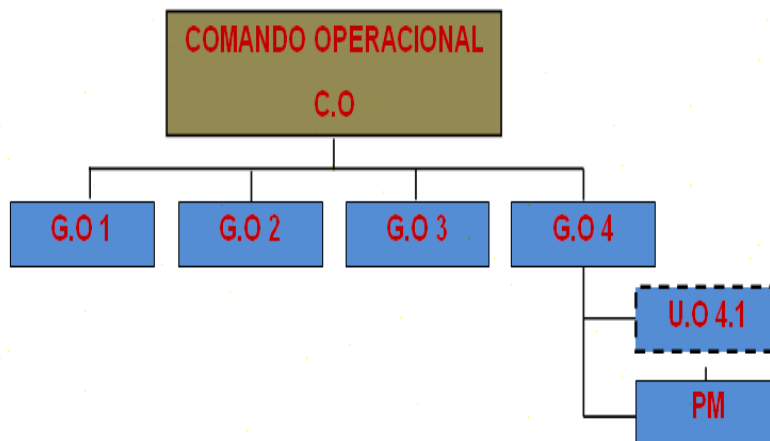 COMANDO OPERACIONAL
C.O
G.O 1
G.O 2
G.O 3
G.O 4
U.O 4.1
PM